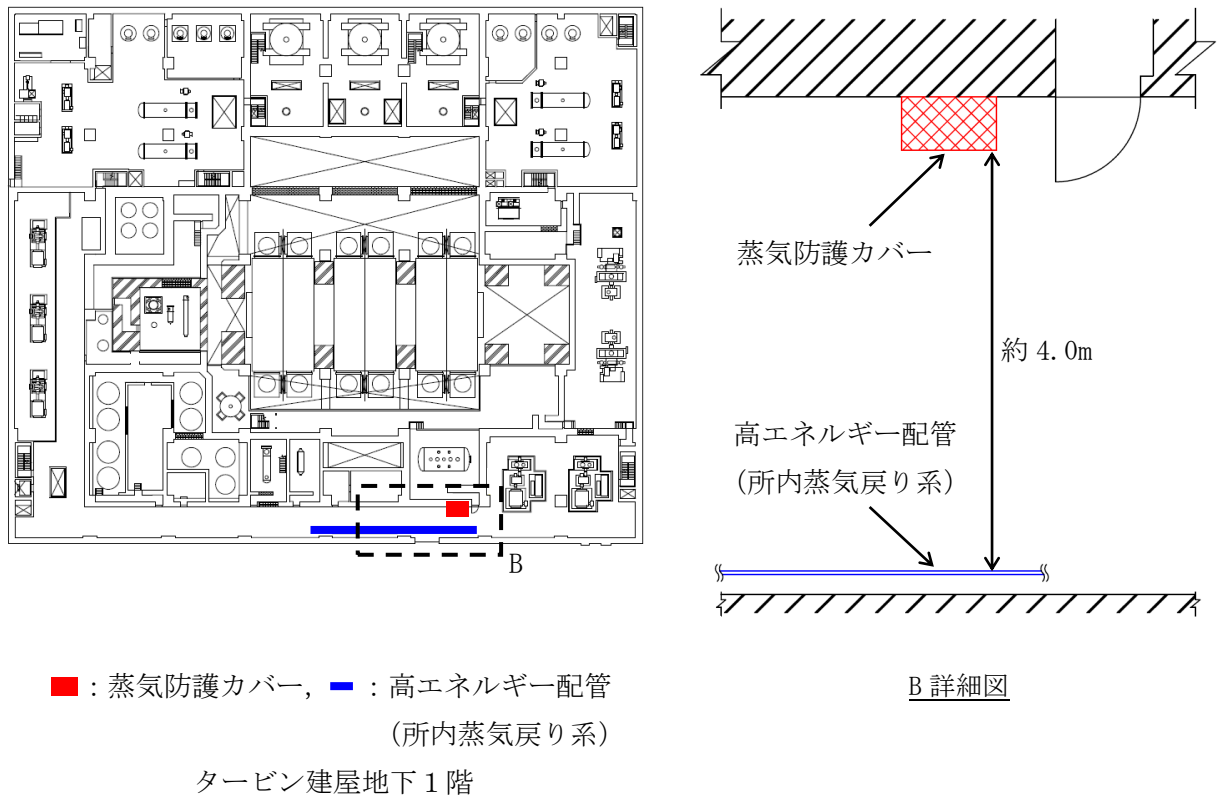 B
■：蒸気防護カバー，━：高エネルギー配管
（所内蒸気戻り系）
タービン建屋地下１階
蒸気防護カバー
約 4.0m
高エネルギー配管
（所内蒸気戻り系）
B 詳細図